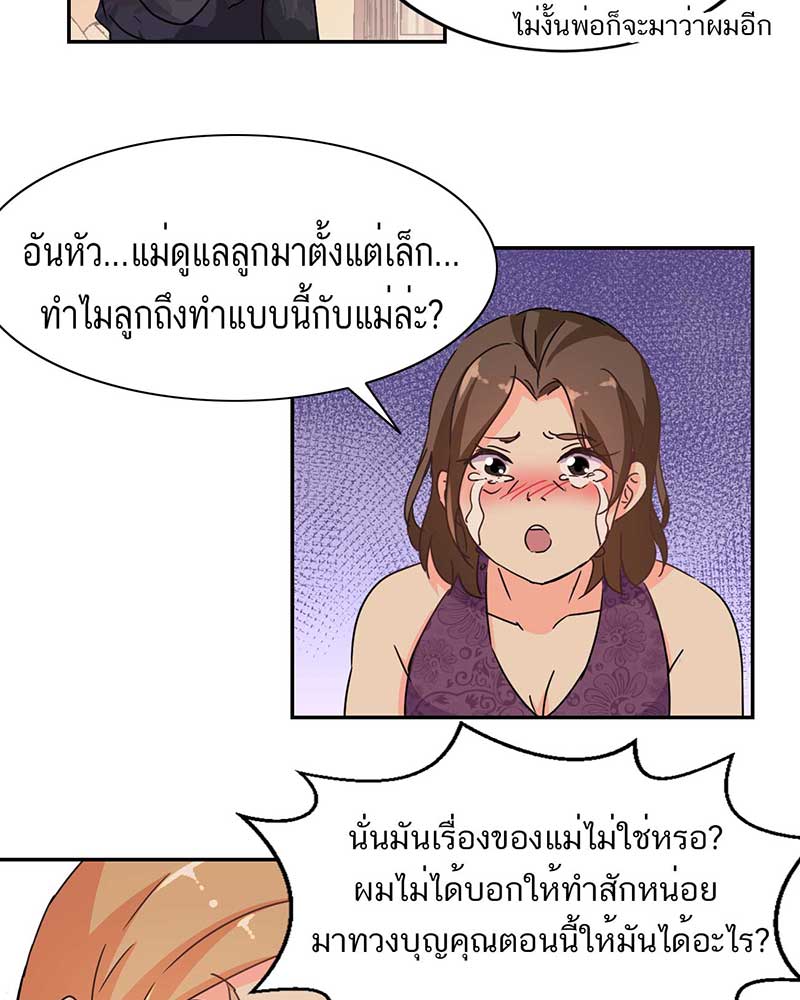 ไม่งั้นพ่อก็จะมาว่าผมอีก
อันหัว...แม่ดูแลลูกมาตั้งแต่เล็ก...
ทำไมลูกถึงทำแบบนี้กับแม่ล่ะ?
นั่นมันเรื่องของแม่ไม่ใช่หรอ?
ผมไม่ได้บอกให้ทำสักหน่อย
มาทวงบุญคุณตอนนี้ให้มันได้อะไร?